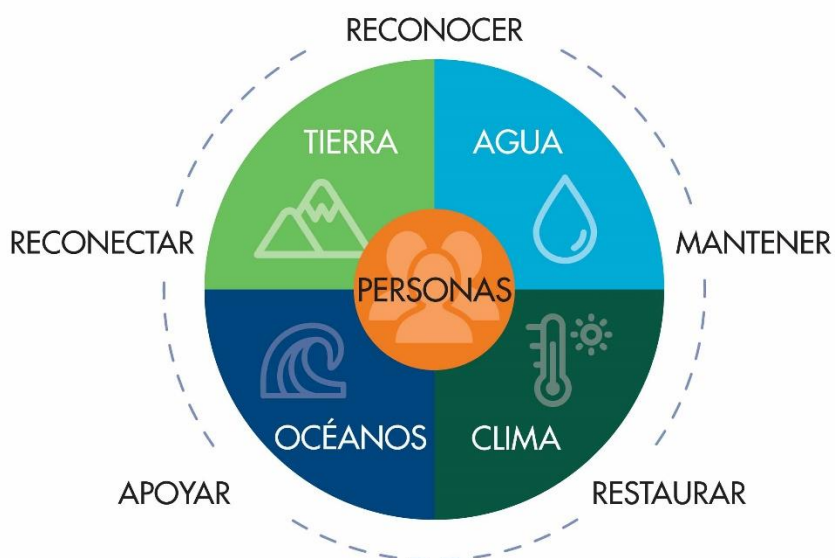 RECONOCER
TIERRA
AGUA
RECONECTAR
MANTENER
PERSONAS
OCÉANOS
CLIMA
APOYAR
RESTAURAR